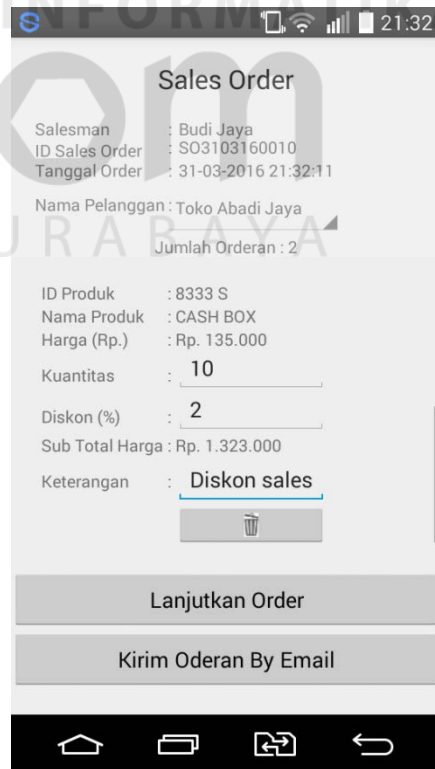 INFORMATIK
21:32
om
SURABAYA
Sales Order
Salesman : Budi Jaya
ID Sales Order : SO3103160010
Tanggal Order : 31-03-2016 21:32:11
Nama Pelanggan : Toko Abadi Jaya
Jumlah Orderan : 2
ID Produk : 8333 S
Nama Produk : CASH BOX
Harga (Rp.) : Rp. 135.000
Kuantitas : 10
Diskon (%) : 2
Sub Total Harga : Rp. 1.323.000
Keterangan : Diskon sales
Lanjutkan Order
Kirim Oderan By Email